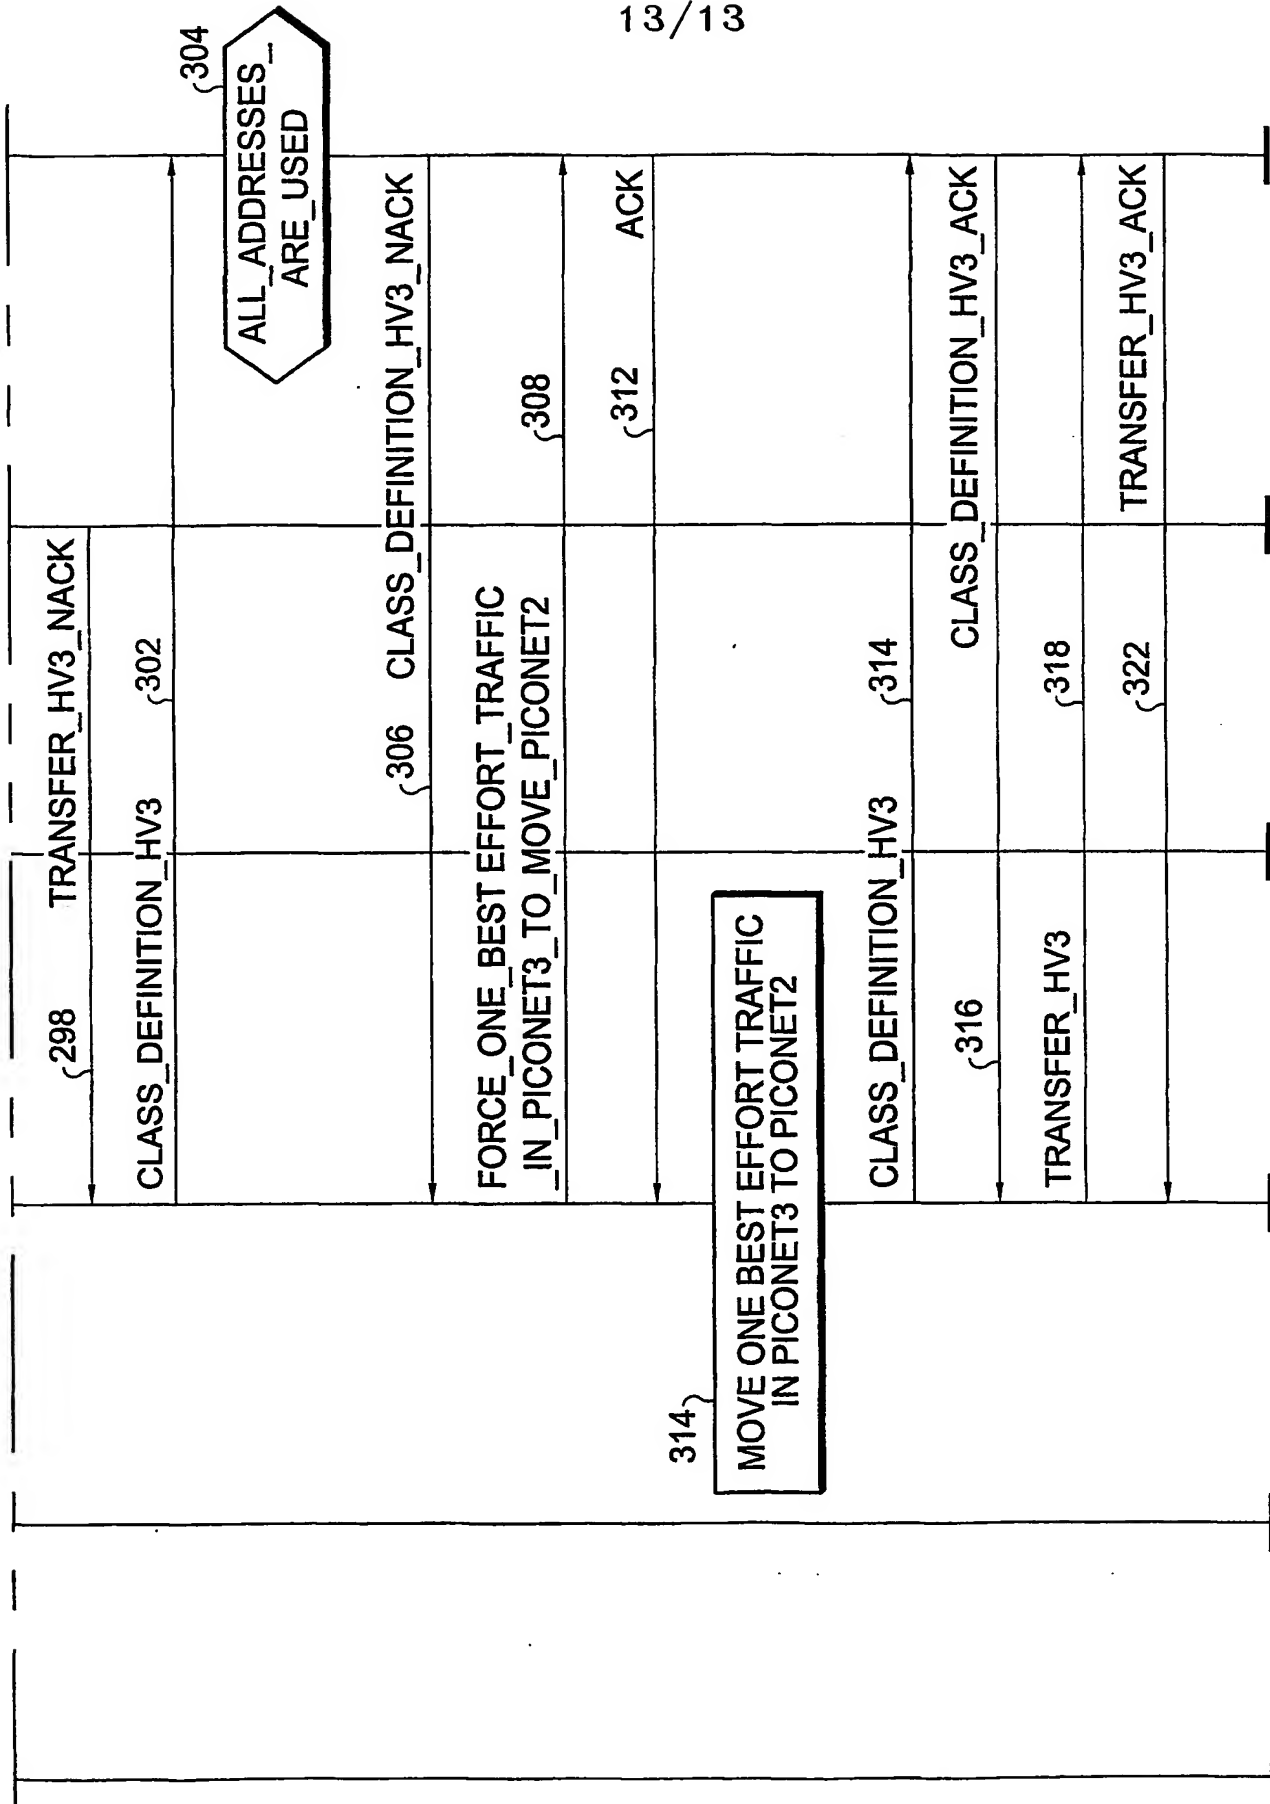 13/13
298
TRANSFER_HV3_NACK
CLASS_DEFINITION_HV3
302
304
ALL_ADDRESSES_
ARE_USED
306
CLASS_DEFINITION_HV3_NACK
FORCE_ONE_BEST EFFORT_TRAFFIC
_IN_PICONET3_TO_MOVE_PICONET2
308
312
ACK
314
MOVE ONE BEST EFFORT TRAFFIC
IN PICONET3 TO PICONET2
CLASS_DEFINITION_HV3
314
316
CLASS_DEFINITION_HV3_ACK
TRANSFER_HV3
318
322
TRANSFER_HV3_ACK